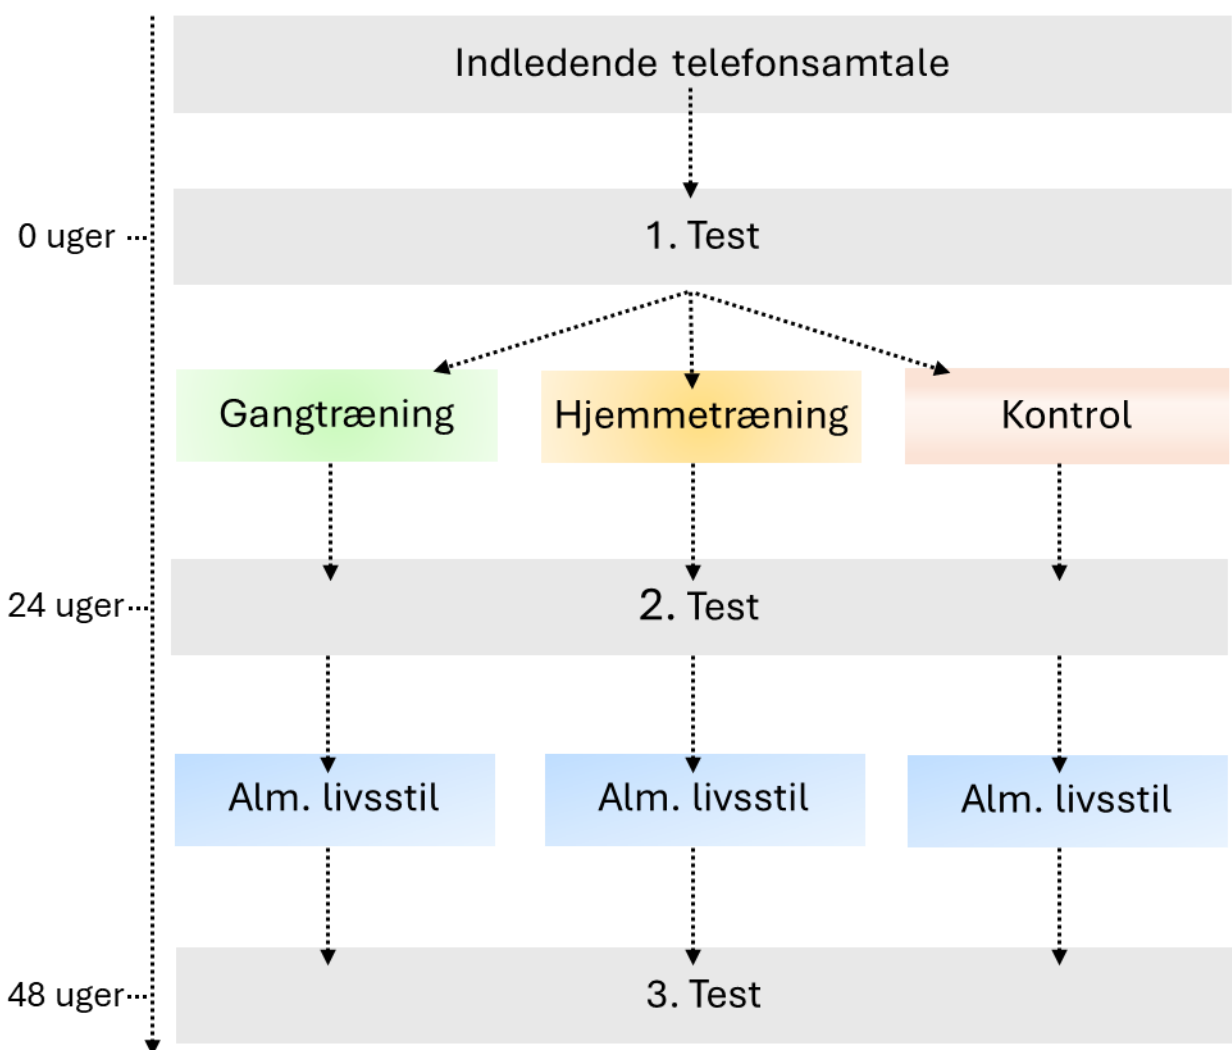 Indledende telefonsamtale
0 uger
1. Test
Gangtræning
Hjemmetræning
Kontrol
24 uger
2. Test
Alm. livsstil
Alm. livsstil
Alm. livsstil
48 uger
3. Test